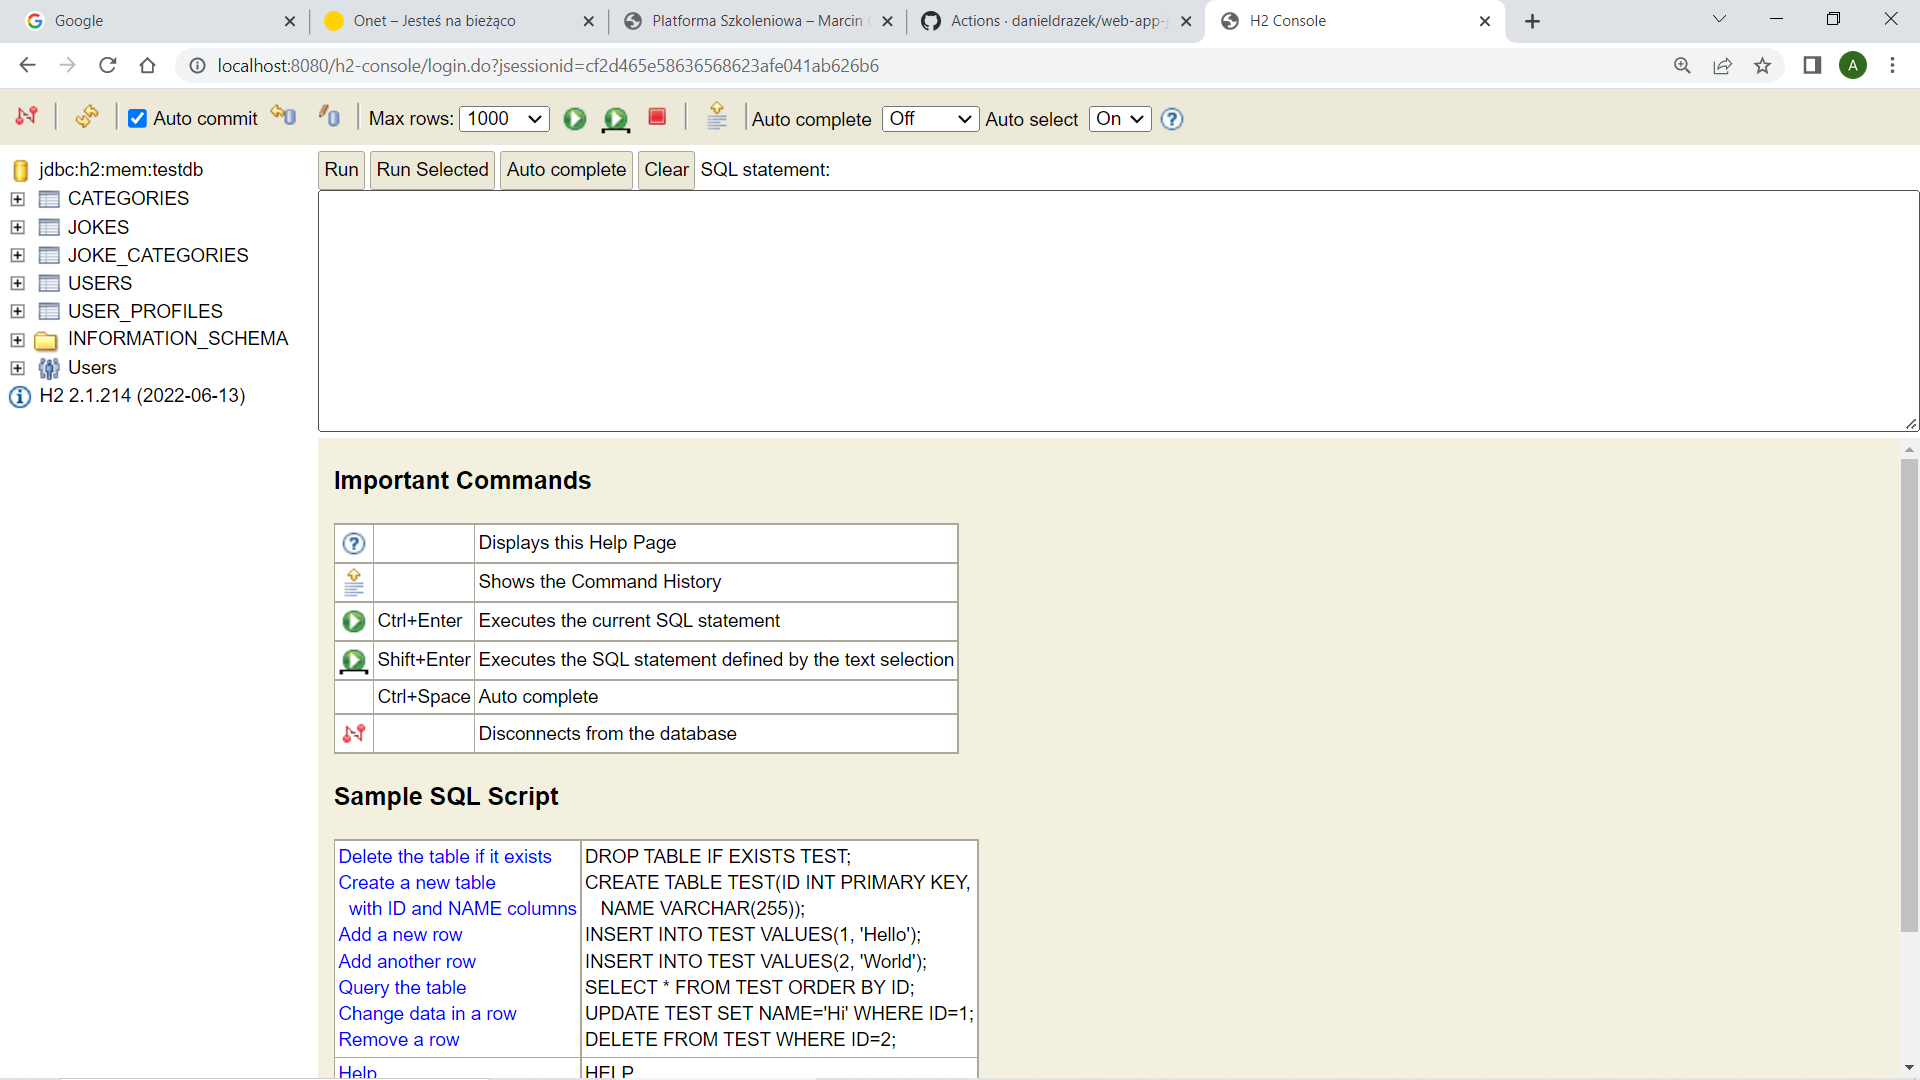 Google
Onet – Jesteś na bieżąco
Platforma Szkoleniowa – Marcin
Actions · danieldrazek/web-app-j
H2 Console
localhost:8080/h2-console/login.do?jsessionid=cf2d465e58636568623afe041ab626b6
A
Auto commit
Max rows: 1000
Auto complete Off
Auto select On
jdbc:h2:mem:testdb
CATEGORIES
JOKES
JOKE_CATEGORIES
USERS
USER_PROFILES
INFORMATION_SCHEMA
Users
H2 2.1.214 (2022-06-13)
Run Run Selected Auto complete Clear SQL statement:
Important Commands
Displays this Help Page
Shows the Command History
Ctrl+Enter Executes the current SQL statement
Shift+Enter Executes the SQL statement defined by the text selection
Ctrl+Space Auto complete
Disconnects from the database
Sample SQL Script
Delete the table if it exists DROP TABLE IF EXISTS TEST;
Create a new table CREATE TABLE TEST(ID INT PRIMARY KEY,
with ID and NAME columns NAME VARCHAR(255));
Add a new row INSERT INTO TEST VALUES(1, 'Hello');
Add another row INSERT INTO TEST VALUES(2, 'World');
Query the table SELECT * FROM TEST ORDER BY ID;
Change data in a row UPDATE TEST SET NAME='Hi' WHERE ID=1;
Remove a row DELETE FROM TEST WHERE ID=2;
Help HELP